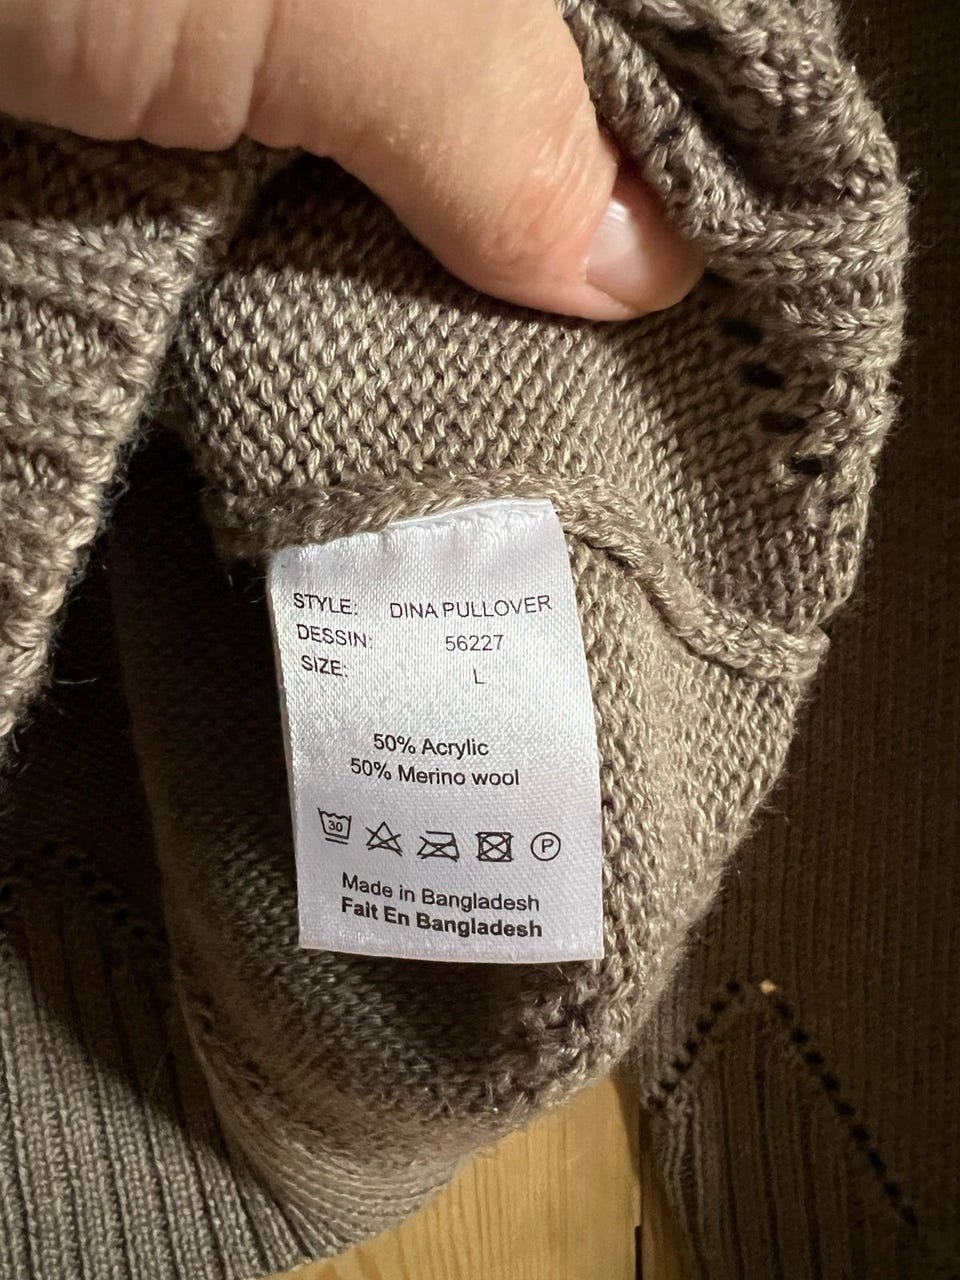 STYLE: DINA PULLOVER
DESSIN: 56227
SIZE: L
50% Acrylic
50% Merino wool
30 P
Made in Bangladesh
Fait En Bangladesh